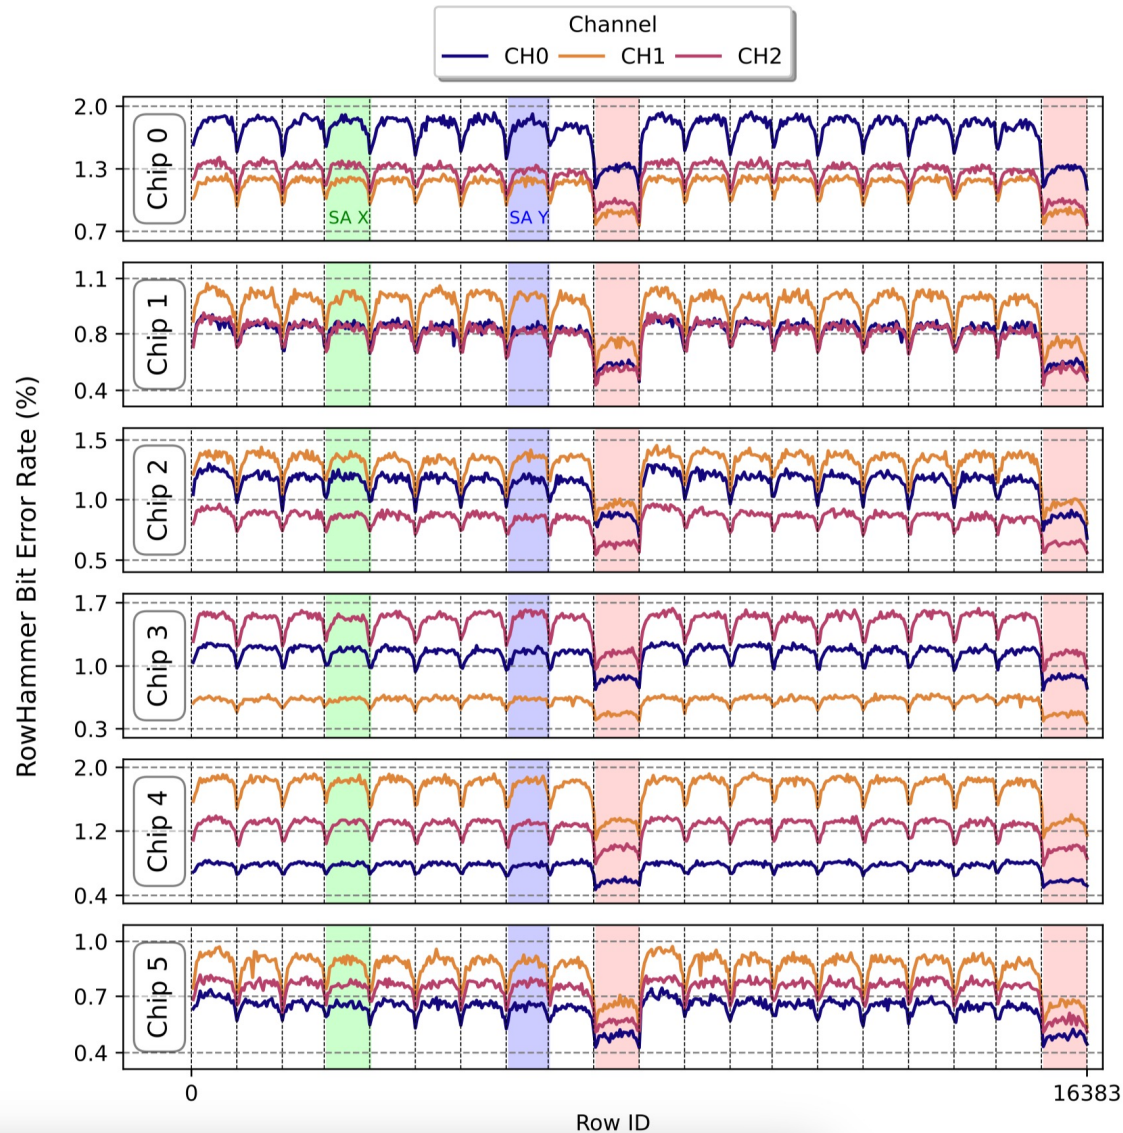 Channel
CH0 CH1 CH2
RowHammer Bit Error Rate (%)
Chip 0
2.0
1.3
0.7
SA X SA Y
Chip 1
1.1
0.8
0.4
Chip 2
1.5
1.0
0.5
Chip 3
1.7
1.0
0.3
Chip 4
2.0
1.2
0.4
Chip 5
1.0
0.7
0.4
0 16383
Row ID